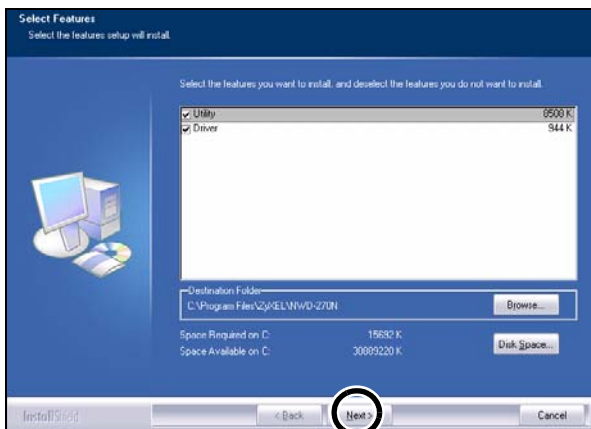 Select Features
Select the features setup will install.
Select the features you want to install, and deselect the features you do not want to install.
Utility 8508 K
Driver 944 K
Destination Folder
C:\Program Files\ZyXEL\NWD-270N
Browse...
Space Required on C: 15692 K
Space Available on C: 30089220 K
Disk Space...
InstallShield
< Back
Next >
Cancel